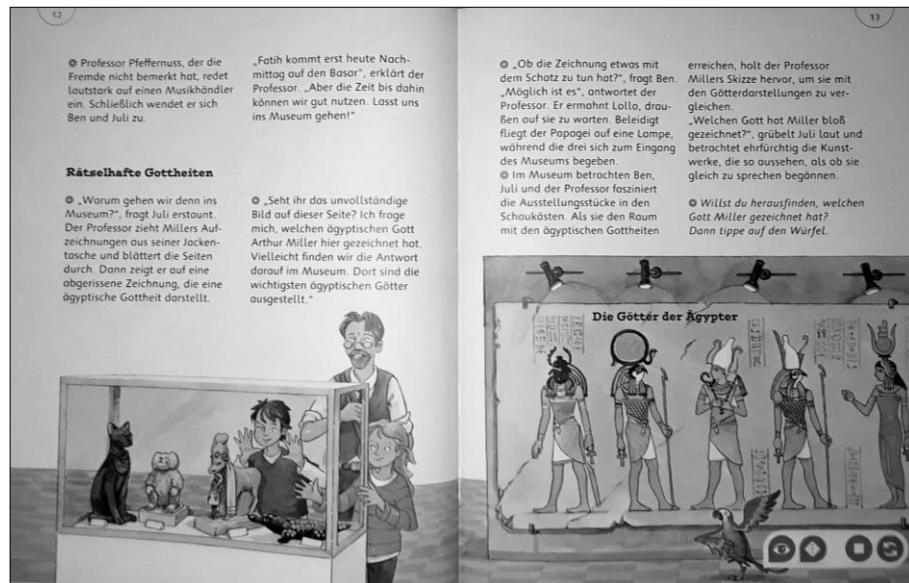 12
Professor Pfeffernuss, der die
Fremde nicht bemerkt hat, redet
lautstark auf einen Musikhändler
ein. Schließlich wendet er sich
Ben und Juli zu.
„Fatih kommt erst heute Nach-
mittag auf den Basar“, erklärt der
Professor. „Aber die Zeit bis dahin
können wir gut nutzen. Lasst uns
ins Museum gehen!“
Rätselhafte Gottheiten
„Warum gehen wir denn ins
Museum?“, fragt Juli erstaunt.
Der Professor zieht Millers Auf-
zeichnungen aus seiner Jacken-
tasche und blättert die Seiten
durch. Dann zeigt er auf eine
abgerissene Zeichnung, die eine
ägyptische Gottheit darstellt.
„Seht ihr das unvollständige
Bild auf dieser Seite? Ich frage
mich, welchen ägyptischen Gott
Arthur Miller hier gezeichnet hat.
Vielleicht finden wir die Antwort
darauf im Museum. Dort sind die
wichtigsten ägyptischen Götter
ausgestellt.“
13
„Ob die Zeichnung etwas mit
dem Schatz zu tun hat?“, fragt Ben.
„Möglich ist es“, antwortet der
Professor. Er ermahnt Lollo, drau-
ßen auf sie zu warten. Beleidigt
fliegt der Papagei auf eine Lampe,
während die drei sich zum Eingang
des Museums begeben.
Im Museum betrachten Ben,
Juli und der Professor fasziniert
die Ausstellungsstücke in den
Schaukästen. Als sie den Raum
mit den ägyptischen Gottheiten
erreichen, holt der Professor
Millers Skizze hervor, um sie mit
den Götterdarstellungen zu ver-
gleichen.
„Welchen Gott hat Miller bloß
gezeichnet?“, grübelt Juli laut und
betrachtet ehrfürchtig die Kunst-
werke, die so aussehen, als ob sie
gleich zu sprechen begännen.
Willst du herausfinden, welchen
Gott Miller gezeichnet hat?
Dann tippe auf den Würfel.
Die Götter der Ägypter